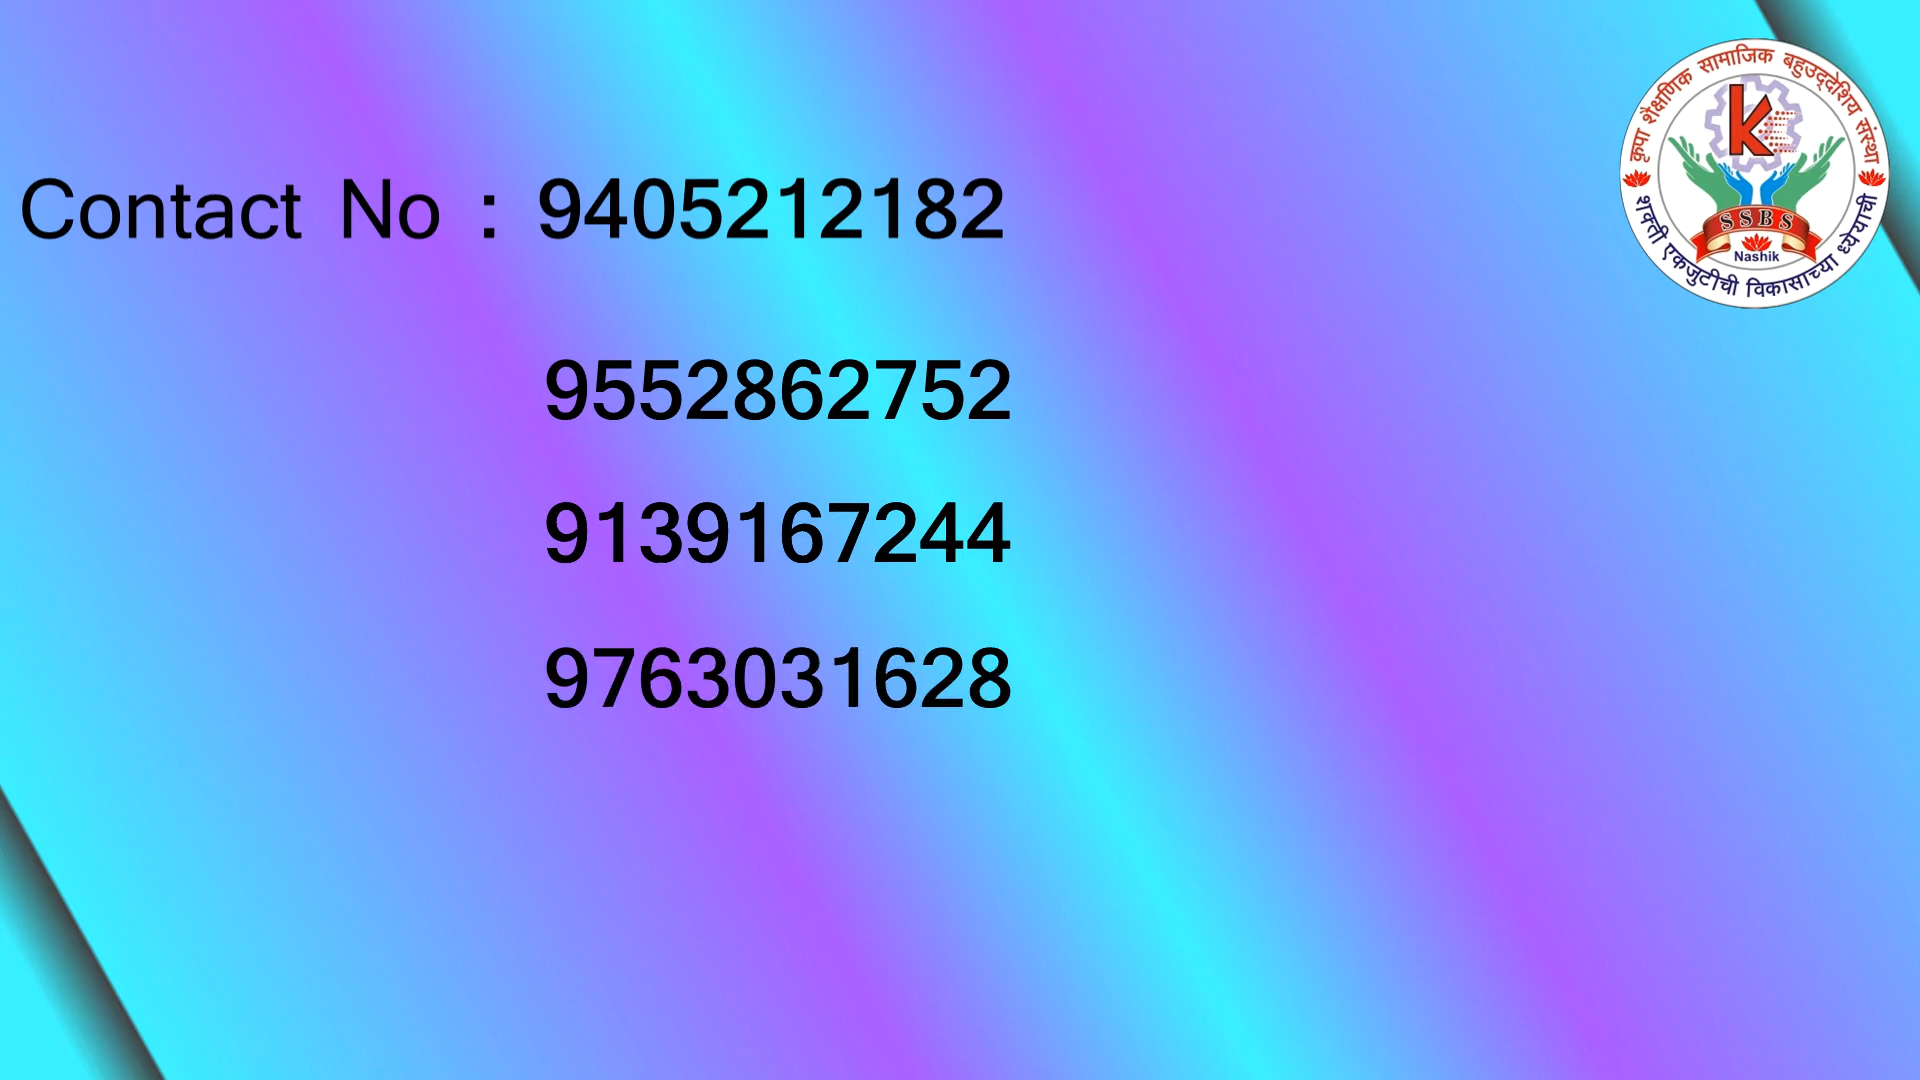 कृपा शैक्षणिक सामाजिक बहुउद्देशिय संस्था
K
SSBS
Nashik
शक्ती एकजुटीची विकासाच्या ध्येयाची
Contact No : 9405212182
9552862752
9139167244
9763031628